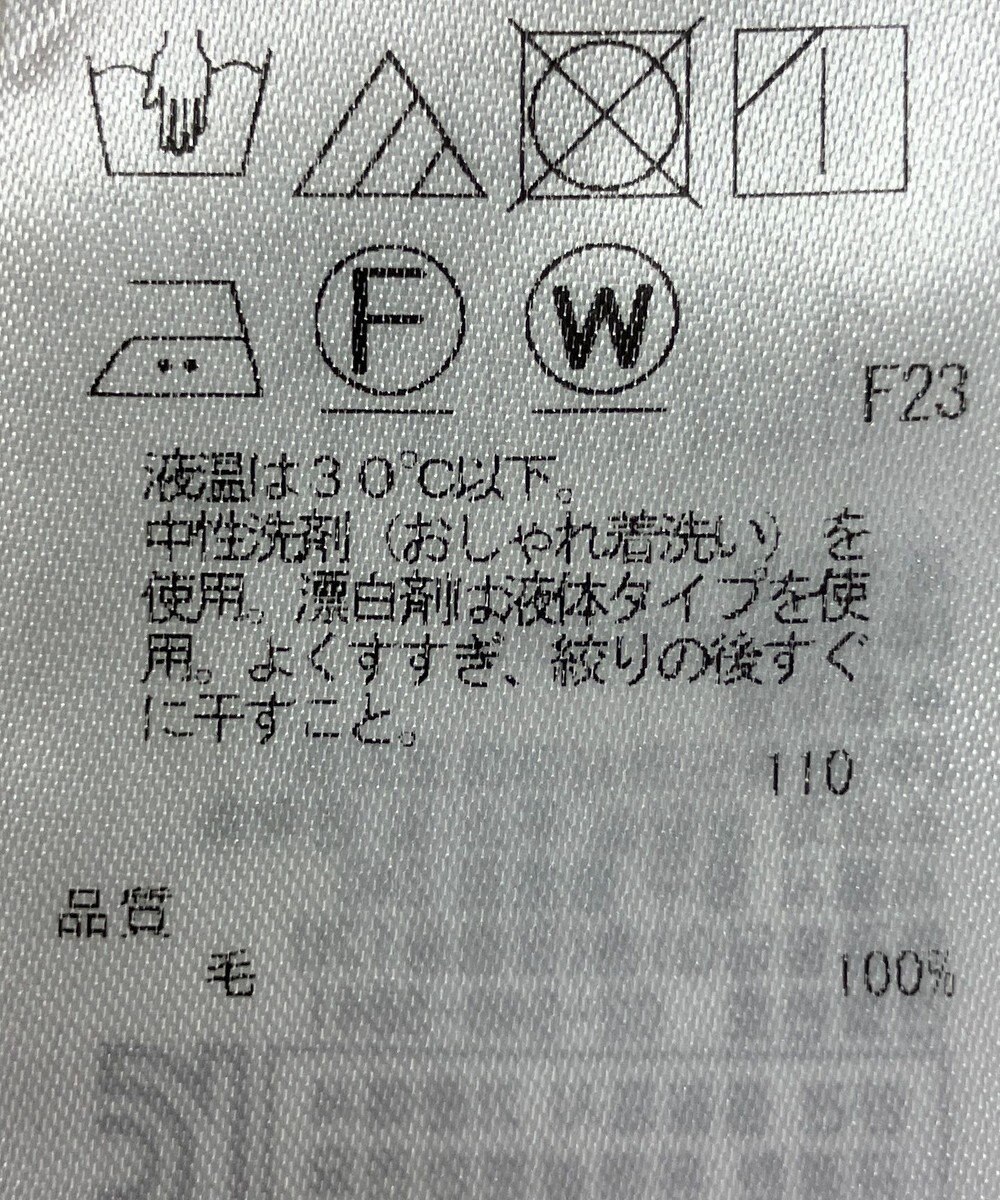 F
W
F23
液温は30℃以下。
中性洗剤（おしゃれ着洗い）を
使用。漂白剤は液体タイプを使
用。よくすすぎ、絞りの後すぐ
に干すこと。
110
品質
毛 100%